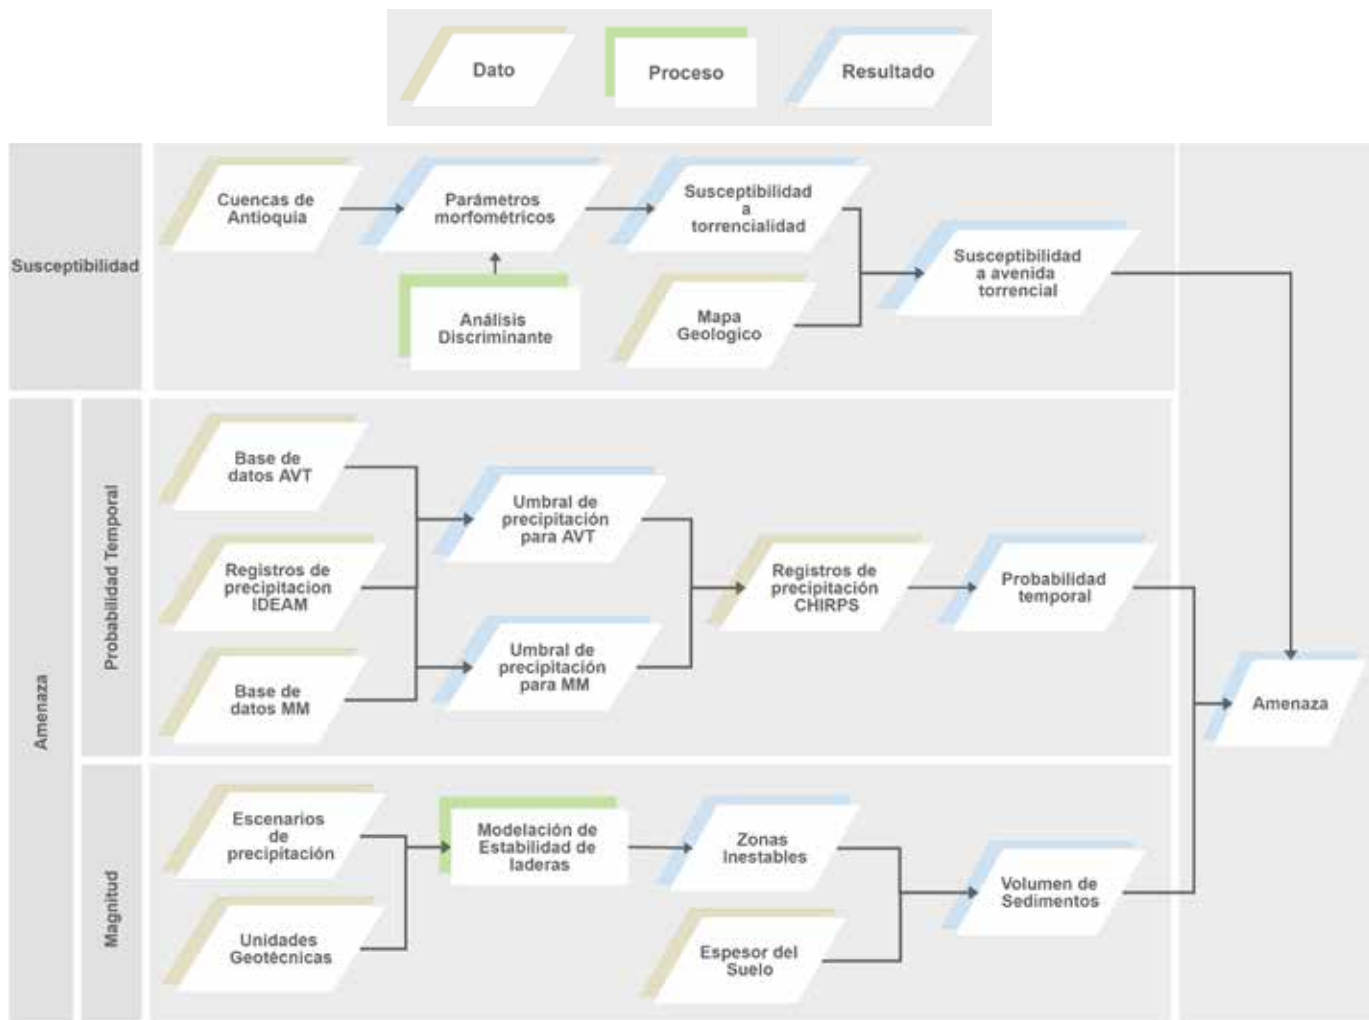 Dato
Proceso
Resultado
Susceptibilidad
Cuencas de
Antioquia
Parámetros
morfométricos
Susceptibilidad
a
torrencialidad
Análisis
Discriminante
Mapa
Geologico
Susceptibilidad
a avenida
torrencial
Amenaza
Probabilidad Temporal
Base de
datos AVT
Registros de
precipitacion
IDEAM
Base de
datos MM
Umbral de
precipitación
para AVT
Umbral de
precipitación
para MM
Registros de
precipitación
CHIRPS
Probabilidad
temporal
Amenaza
Magnitud
Escenarios
de
precipitación
Unidades
Geotécnicas
Modelación de
Estabilidad de
laderas
Zonas
Inestables
Espesor del
Suelo
Volumen de
Sedimentos